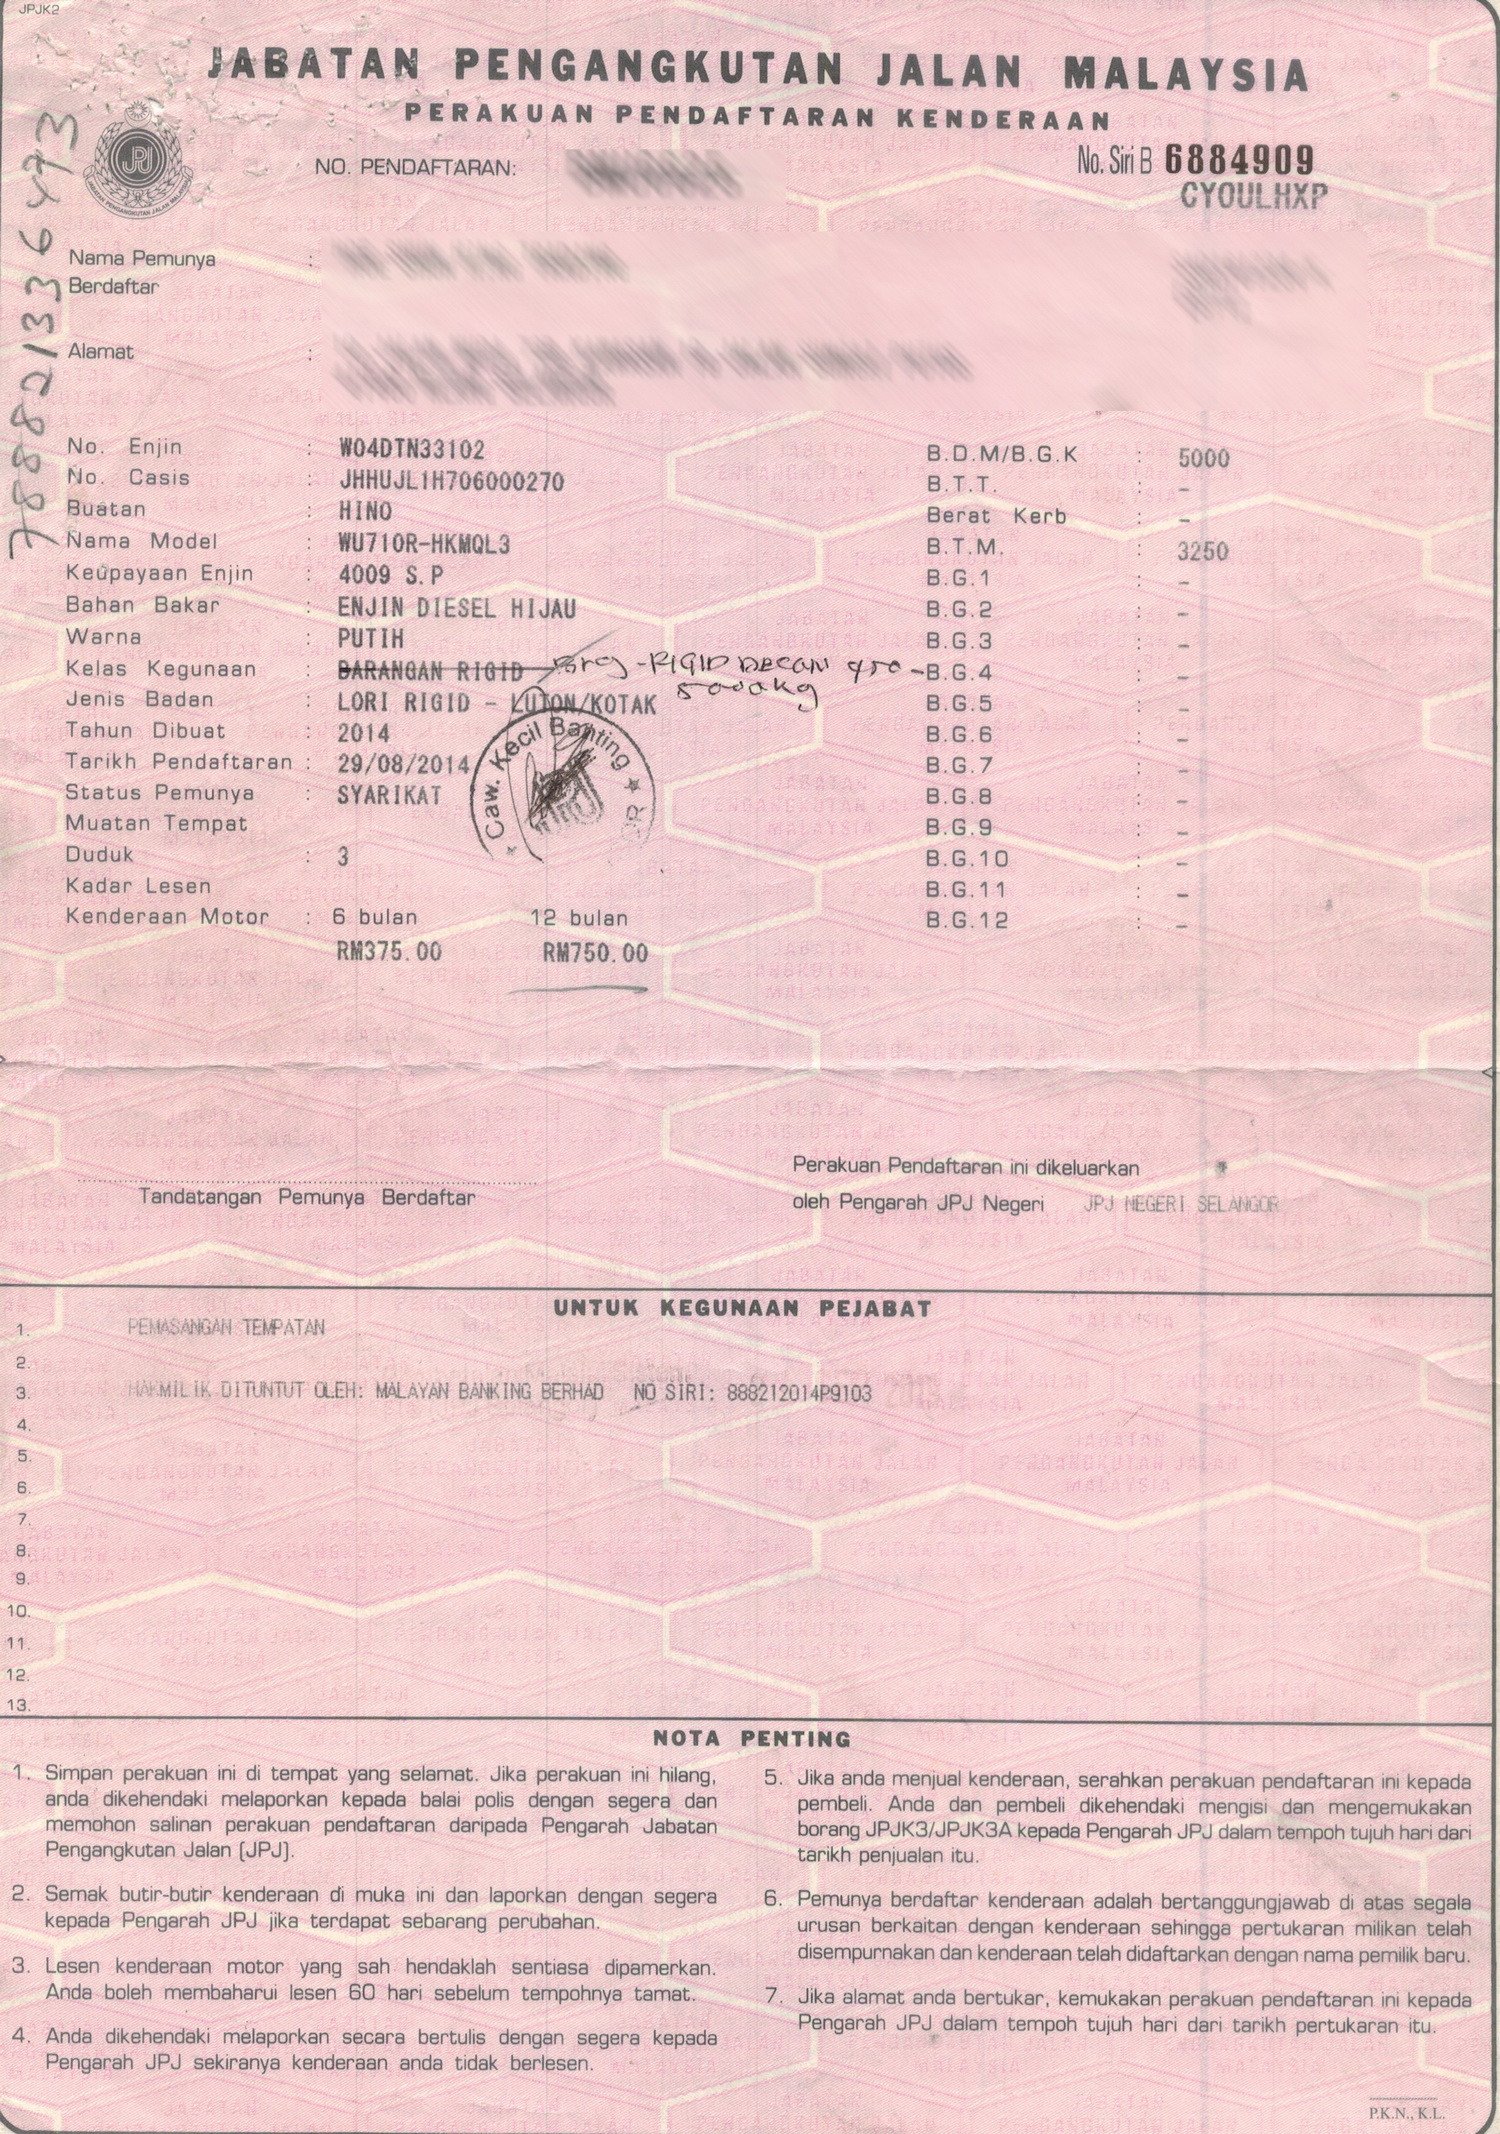 JPJK2
JABATAN PENGANGKUTAN JALAN MALAYSIA
PERAKUAN PENDAFTARAN KENDERAAN
JPJ
JABATAN PENGANGKUTAN JALAN MALAYSIA
NO. PENDAFTARAN:
No. Siri B 6884909
CYOULHXP
788821336473
Nama Pemunya :
Berdaftar
Alamat :
No. Enjin : W04DTN33102
No. Casis : JHHUJL1H706000270
Buatan : HINO
Nama Model : WU710R-HKMQL3
Keupayaan Enjin : 4009 S.P
Bahan Bakar : ENJIN DIESEL HIJAU
Warna : PUTIH
Kelas Kegunaan : BARANGAN RIGID Brg - RIGID
5000kg
Jenis Badan : LORI RIGID - LUTON/KOTAK
Tahun Dibuat : 2014
Tarikh Pendaftaran : 29/08/2014
Status Pemunya : SYARIKAT
Muatan Tempat
Duduk : 3
Kadar Lesen
Kenderaan Motor : 6 bulan 12 bulan
RM375.00 RM750.00
Caw. Kecil Banting
B.D.M/B.G.K : 5000
B.T.T. : -
Berat Kerb : -
B.T.M. : 3250
B.G.1 : -
B.G.2 : -
B.G.3 : -
B.G.4 : -
B.G.5 : -
B.G.6 : -
B.G.7 : -
B.G.8 : -
B.G.9 : -
B.G.10 : -
B.G.11 : -
B.G.12 : -
Tandatangan Pemunya Berdaftar
Perakuan Pendaftaran ini dikeluarkan
oleh Pengarah JPJ Negeri JPJ NEGERI SELANGOR
UNTUK KEGUNAAN PEJABAT
1. PEMASANGAN TEMPATAN
2.
3. HAKMILIK DITUNTUT OLEH: MALAYAN BANKING BERHAD NO SIRI: 888212014P9103
4.
5.
6.
7.
8.
9.
10.
11.
12.
13.
NOTA PENTING
1. Simpan perakuan ini di tempat yang selamat. Jika perakuan ini hilang,
anda dikehendaki melaporkan kepada balai polis dengan segera dan
memohon salinan perakuan pendaftaran daripada Pengarah Jabatan
Pengangkutan Jalan (JPJ).
2. Semak butir-butir kenderaan di muka ini dan laporkan dengan segera
kepada Pengarah JPJ jika terdapat sebarang perubahan.
3. Lesen kenderaan motor yang sah hendaklah sentiasa dipamerkan.
Anda boleh membaharui lesen 60 hari sebelum tempohnya tamat.
4. Anda dikehendaki melaporkan secara bertulis dengan segera kepada
Pengarah JPJ sekiranya kenderaan anda tidak berlesen.
5. Jika anda menjual kenderaan, serahkan perakuan pendaftaran ini kepada
pembeli. Anda dan pembeli dikehendaki mengisi dan mengemukakan
borang JPJK3/JPJK3A kepada Pengarah JPJ dalam tempoh tujuh hari dari
tarikh penjualan itu.
6. Pemunya berdaftar kenderaan adalah bertanggungjawab di atas segala
urusan berkaitan dengan kenderaan sehingga pertukaran milikan telah
disempurnakan dan kenderaan telah didaftarkan dengan nama pemilik baru.
7. Jika alamat anda bertukar, kemukakan perakuan pendaftaran ini kepada
Pengarah JPJ dalam tempoh tujuh hari dari tarikh pertukaran itu.
P.K.N., K.L.